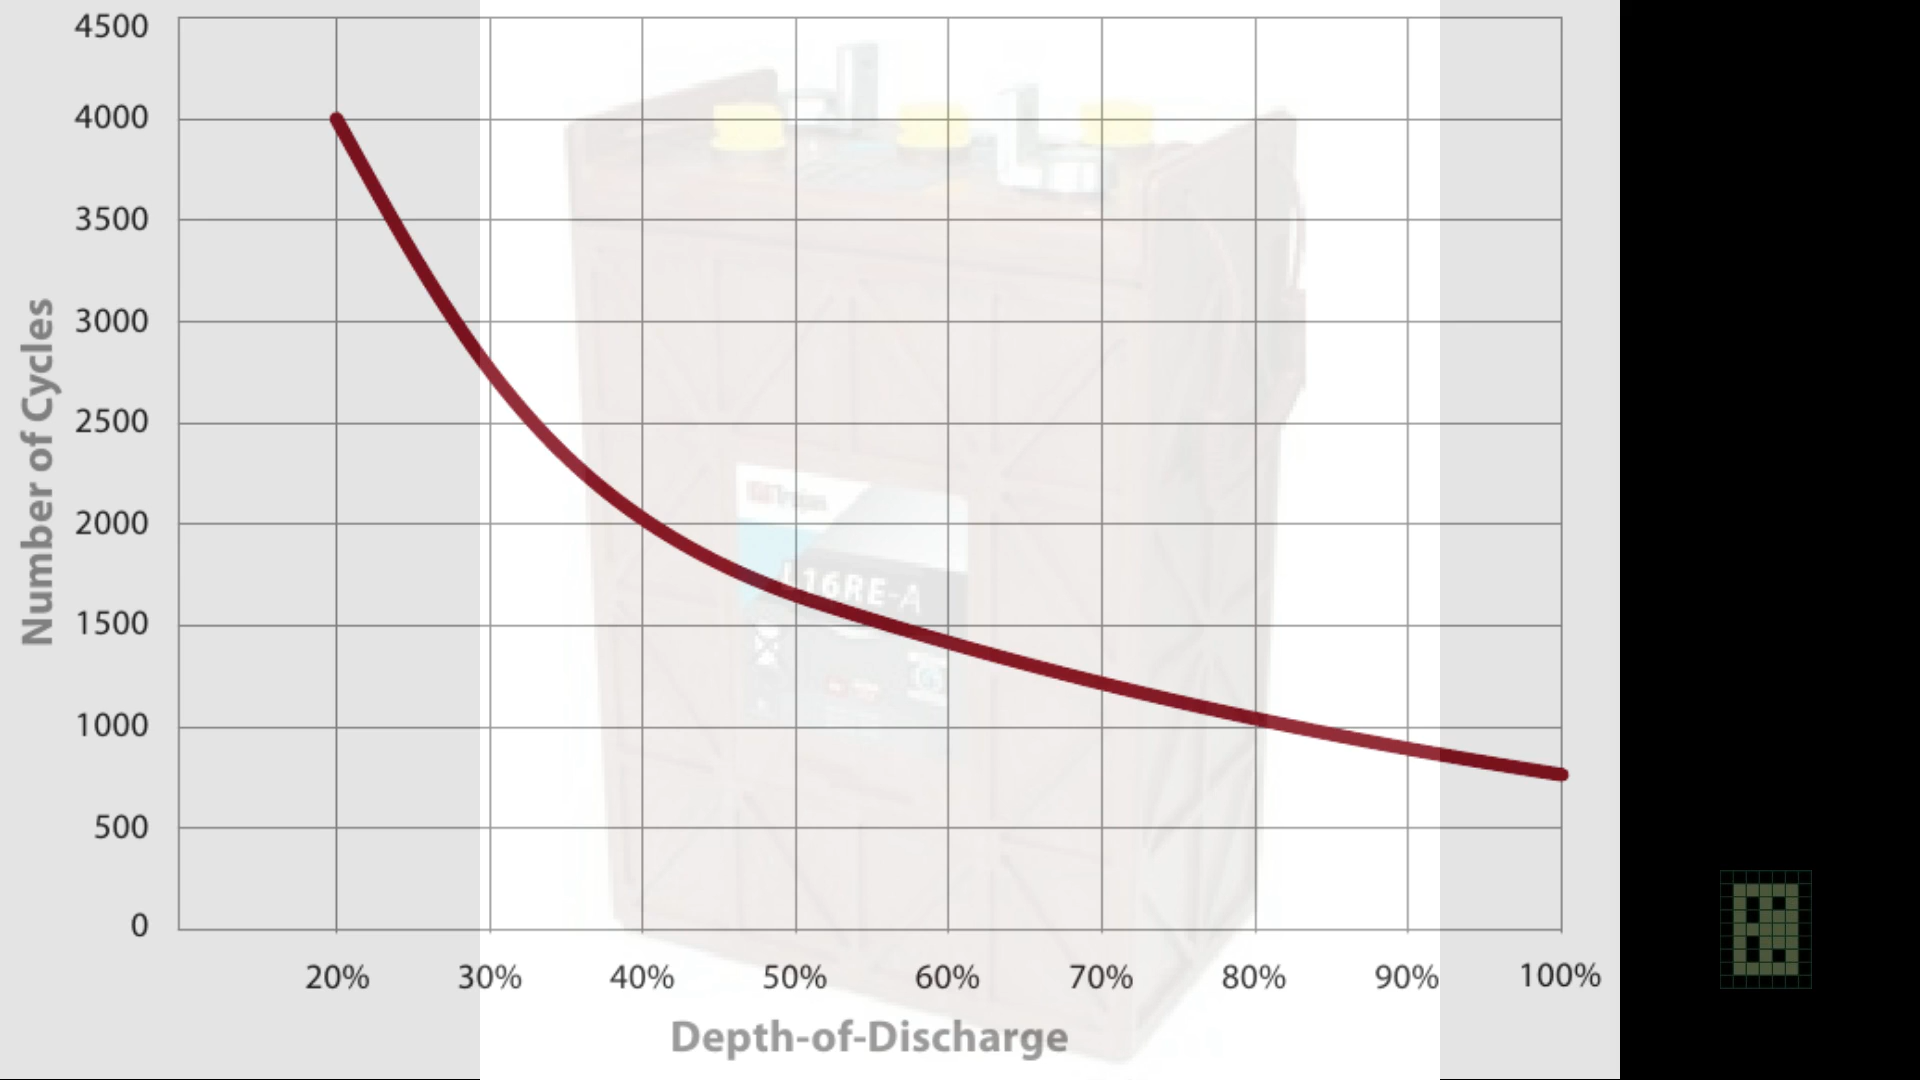 4500
4000
3500
3000
2500
2000
1500
1000
500
0
Number of Cycles
Trojan
L16RE-A
20% 30% 40% 50% 60% 70% 80% 90% 100%
Depth-of-Discharge